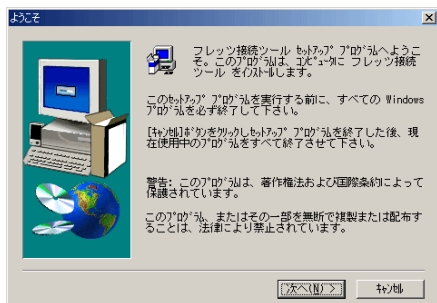 ようこそ
フレッツ接続ツール ｾｯﾄｱｯﾌﾟ ﾌﾟﾛｸﾞﾗﾑへようこ
そ。このﾌﾟﾛｸﾞﾗﾑは、ｺﾝﾋﾟｭｰﾀに フレッツ接続
ツール をｲﾝｽﾄｰﾙします。
このｾｯﾄｱｯﾌﾟ ﾌﾟﾛｸﾞﾗﾑを実行する前に、すべての Windows
ﾌﾟﾛｸﾞﾗﾑを必ず終了して下さい。
[ｷｬﾝｾﾙ]ﾎﾞﾀﾝをｸﾘｯｸしｾｯﾄｱｯﾌﾟ ﾌﾟﾛｸﾞﾗﾑを終了した後、現
在使用中のﾌﾟﾛｸﾞﾗﾑをすべて終了させて下さい。
警告: このﾌﾟﾛｸﾞﾗﾑは、著作権法および国際条約によって
保護されています。
このﾌﾟﾛｸﾞﾗﾑ、またはその一部を無断で複製または配布す
ることは、法律により禁止されています。
次へ(N) >
ｷｬﾝｾﾙ